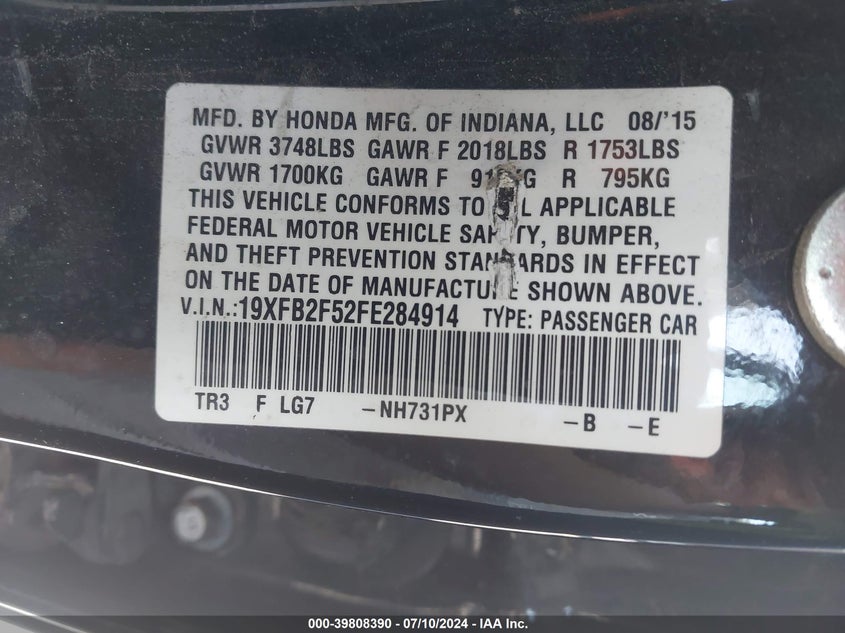 MFD. BY HONDA MFG. OF INDIANA, LLC 08/'15
GVWR 3748LBS GAWR F 2018LBS R 1753LBS
GVWR 1700KG GAWR F R 795KG
THIS VEHICLE CONFORMS TO APPLICABLE
FEDERAL MOTOR VEHICLE BUMPER,
AND THEFT PREVENTION IN EFFECT
ON THE DATE OF MANUFACTURE SHOWN ABOVE.
V.I.N.:19XFB2F52FE284914 TYPE: PASSENGER CAR
TR3 F LG7 -NH731PX -B -E
000-39808390 - 07/10/2024 - IAA Inc.